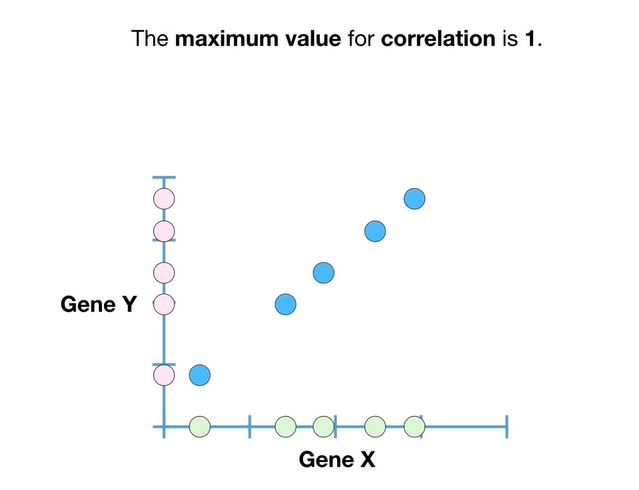 The maximum value for correlation is 1.
Gene Y
Gene X